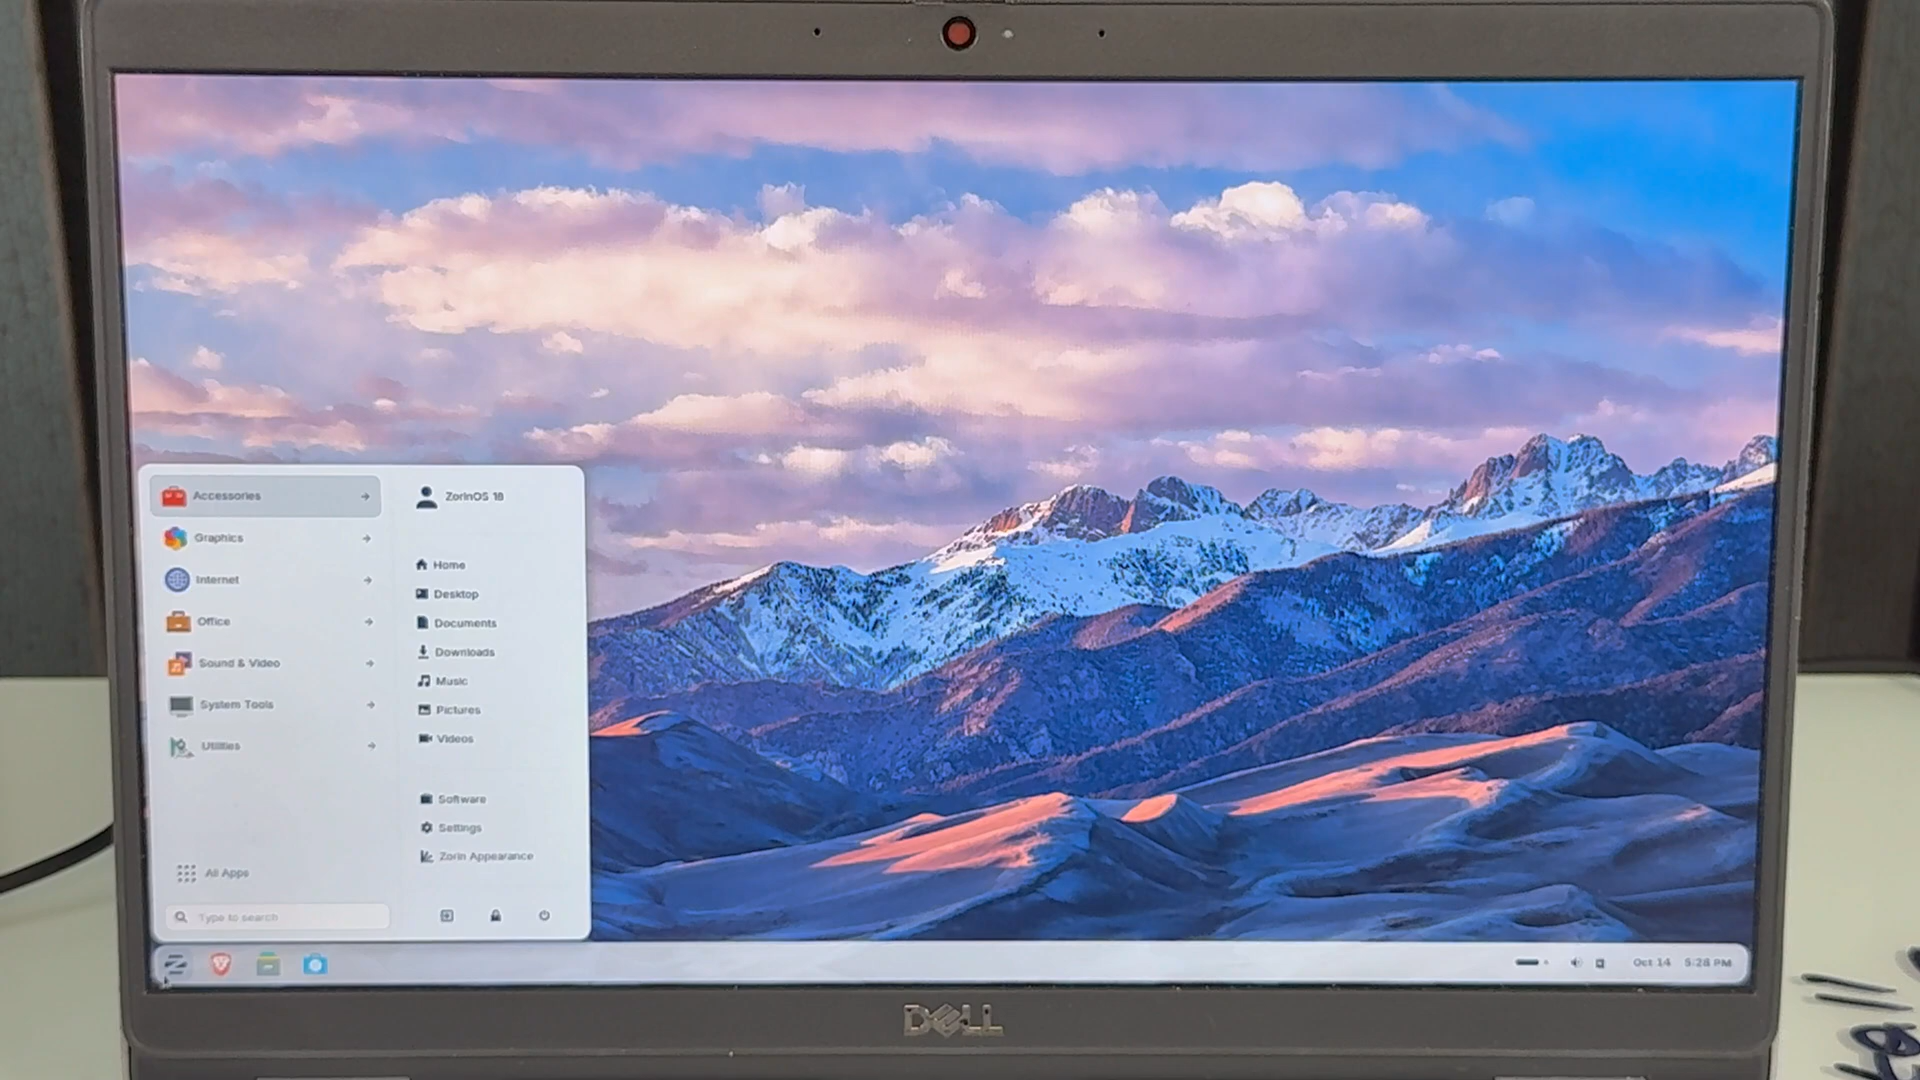 Accessories
Graphics
Internet
Office
Sound & Video
System Tools
Utilities
All Apps
Type to search
ZorinOS 18
Home
Desktop
Documents
Downloads
Music
Pictures
Videos
Software
Settings
Zorin Appearance
Oct 14 5:28 PM
DELL